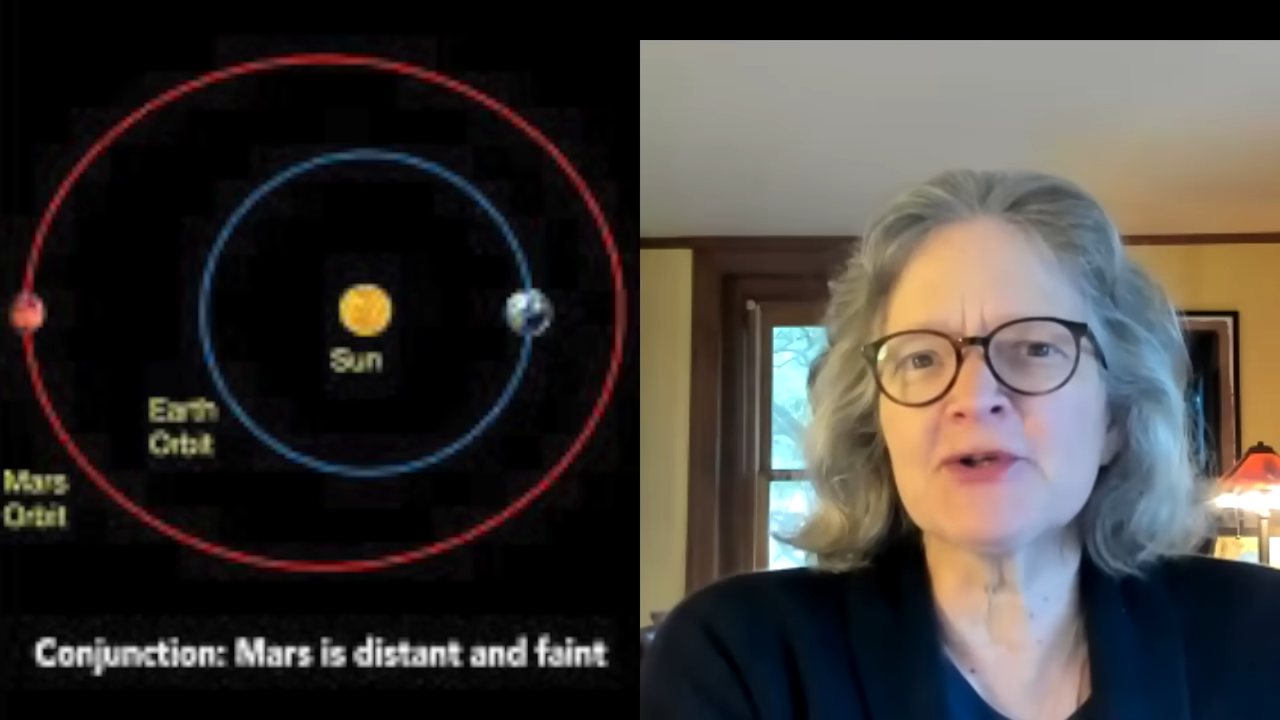 Sun
Earth
Orbit
Mars
Orbit
Conjunction: Mars is distant and faint